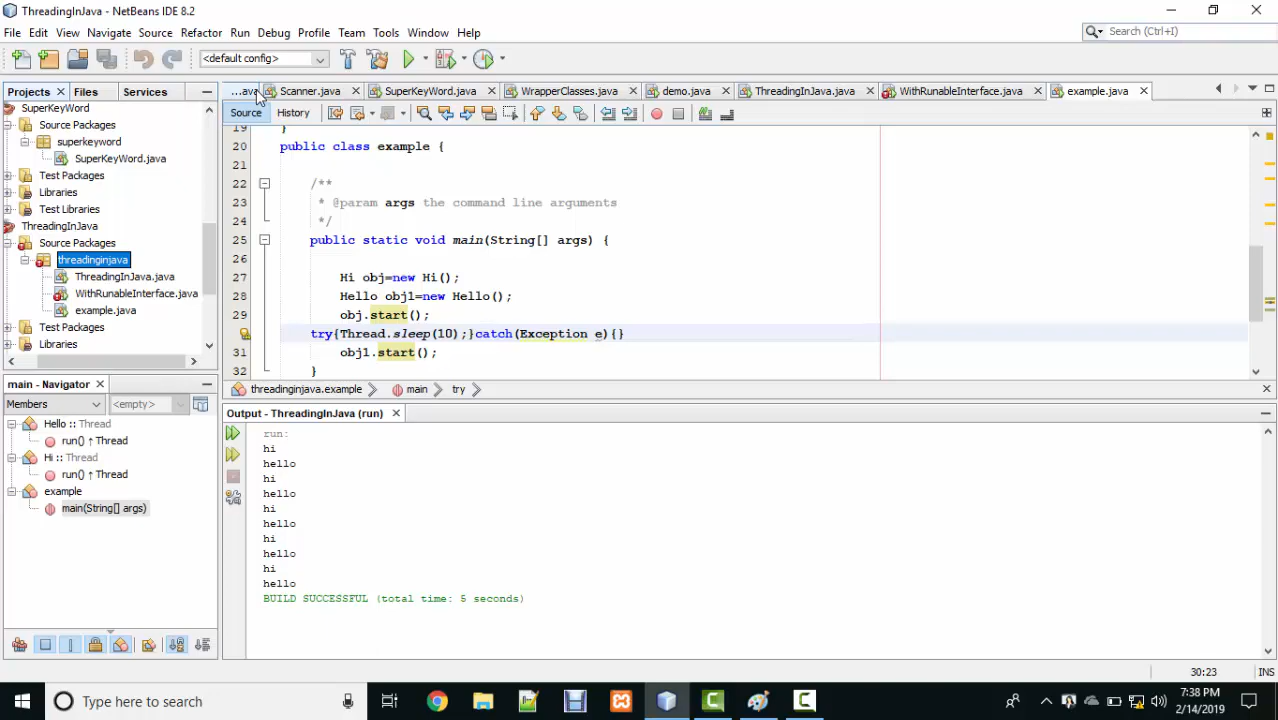 ThreadingInJava - NetBeans IDE 8.2
File Edit View Navigate Source Refactor Run Debug Profile Team Tools Window Help
Search (Ctrl+I)
<default config>
Projects Files Services
SuperKeyWord
Source Packages
superkeyword
SuperKeyWord.java
Test Packages
Libraries
Test Libraries
ThreadingInJava
Source Packages
threadinginjava
ThreadingInJava.java
WithRunableInterface.java
example.java
Test Packages
Libraries
main - Navigator
Members <empty>
Hello :: Thread
run() ↑ Thread
Hi :: Thread
run() ↑ Thread
example
main(String[] args)
...ava Scanner.java SuperKeyWord.java WrapperClasses.java demo.java ThreadingInJava.java WithRunableInterface.java example.java
Source History
19 }
20 public class example {
21
22 /**
23 * @param args the command line arguments
24 */
25 public static void main(String[] args) {
26
27 Hi obj=new Hi();
28 Hello obj1=new Hello();
29 obj.start();
try{Thread.sleep(10);}catch(Exception e){}
31 obj1.start();
32 }
threadinginjava.example main try
Output - ThreadingInJava (run)
run:
hi
hello
hi
hello
hi
hello
hi
hello
hi
hello
BUILD SUCCESSFUL (total time: 5 seconds)
30:23 INS
Type here to search
7:38 PM
2/14/2019